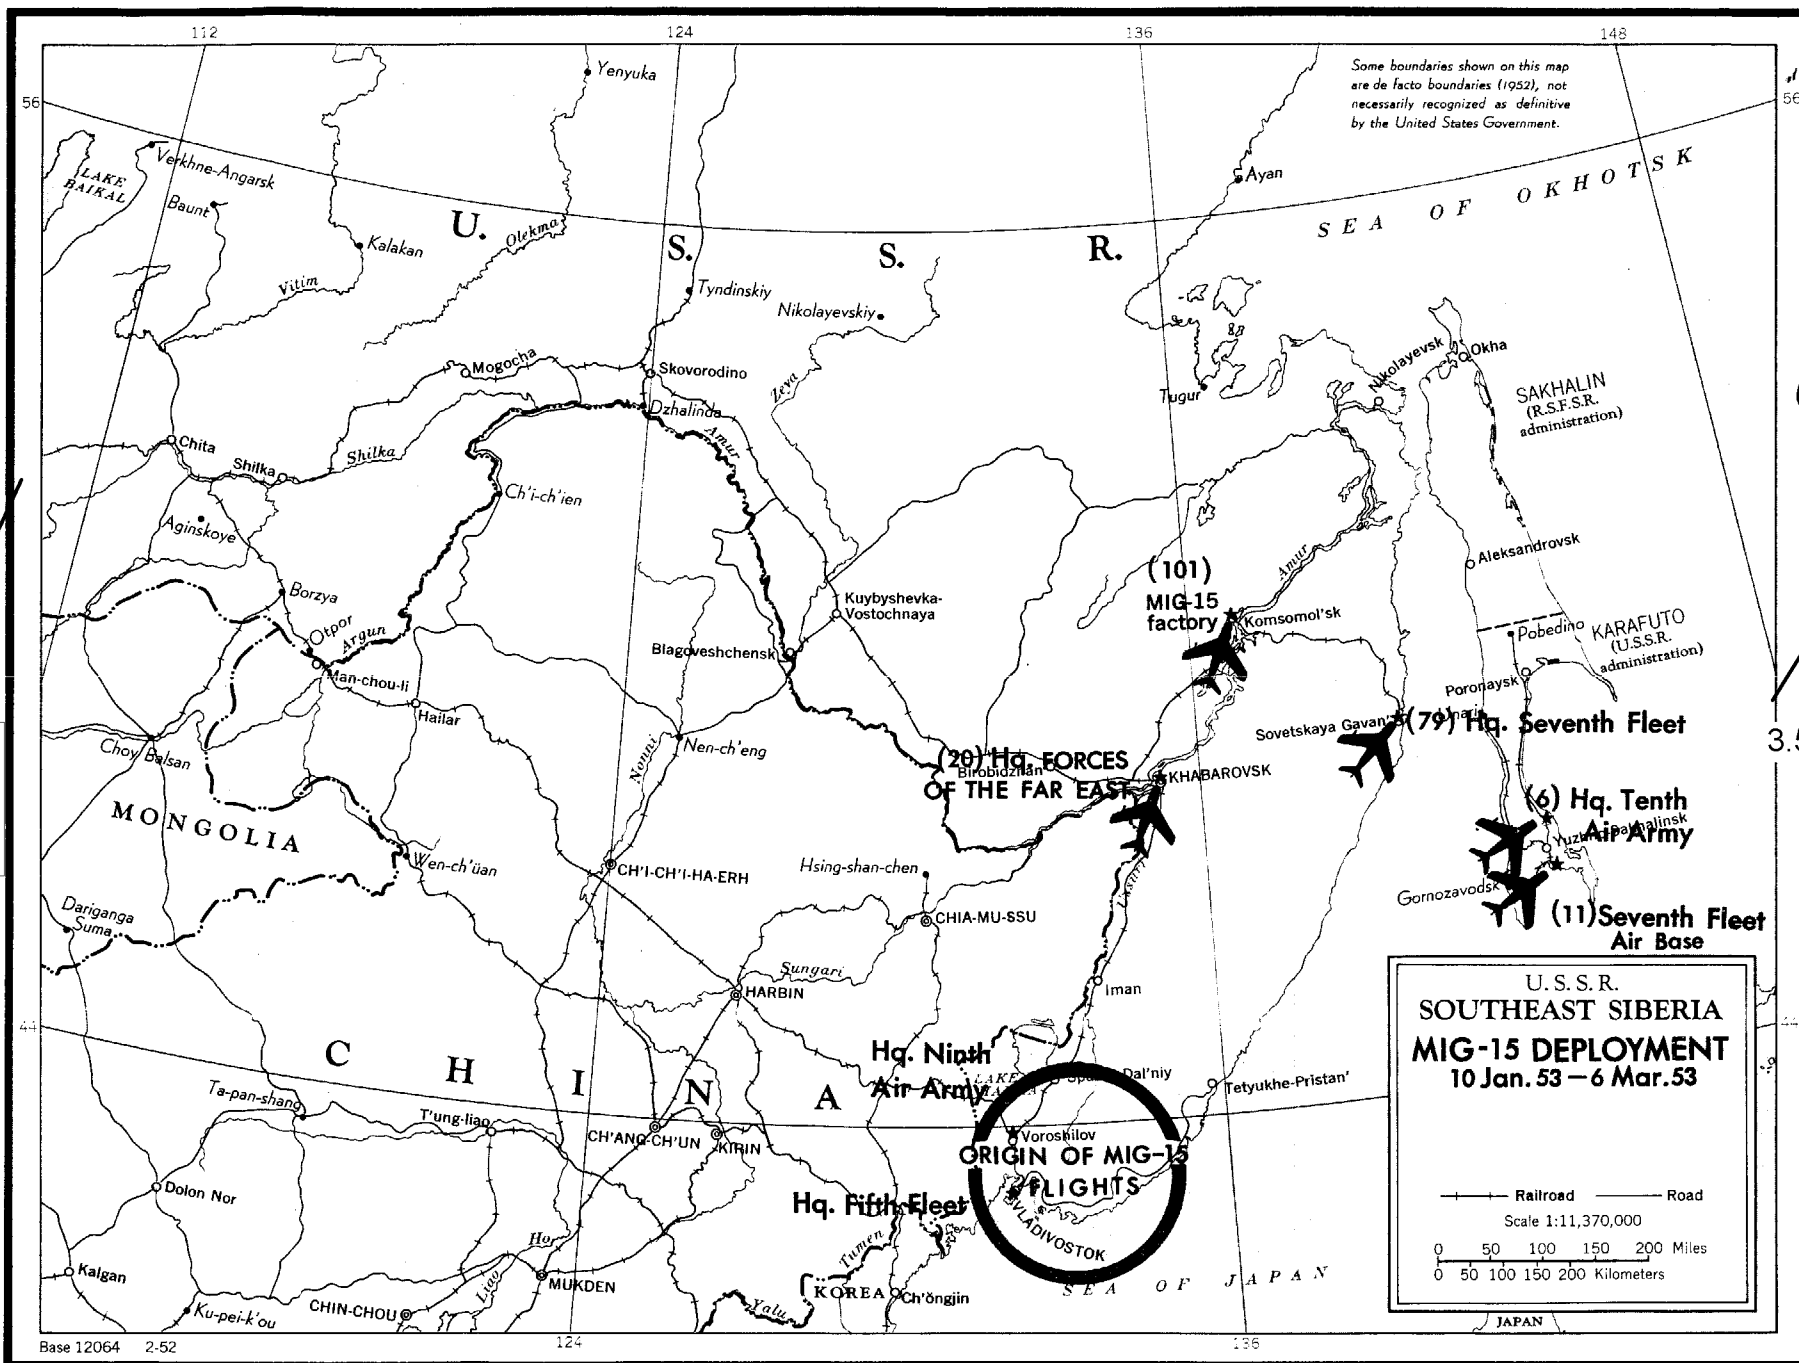 112
124
136
148
56
56
Some boundaries shown on this map
are de facto boundaries (1952), not
necessarily recognized as definitive
by the United States Government.
Yenyuka
Verkhne-Angarsk
LAKE
BAIKAL
Baunt
Kalakan
Olekma
Vitim
Ayan
SEA OF OKHOTSK
U. S. S. R.
Tyndinskiy
Nikolayevskiy
Mogocha
Skovorodino
Dzhalinda
Zeya
Amur
Tugur
Nikolayevsk
Okha
SAKHALIN
(R.S.F.S.R.
administration)
Chita
Shilka
Shilka
Ch'i-ch'ien
Aginskoye
Borzya
Otpor
Argun
Man-chou-li
Hailar
Kuybyshevka-
Vostochnaya
Blagoveshchensk
(101)
MIG-15
factory
Komsomol'sk
Amur
Aleksandrovsk
Pobedino
KARAFUTO
(U.S.S.R.
administration)
Poronaysk
Sovetskaya Gavan'
(79) Hq. Seventh Fleet
3.5
Choy Balsan
Nen-ch'eng
Nonni
(20) Hq. FORCES
OF THE FAR EAST
Birobidzhan
KHABAROVSK
(6) Hq. Tenth
Air Army
Yuzhno-Sakhalinsk
MONGOLIA
Wen-ch'üan
CH'I-CH'I-HA-ERH
Hsing-shan-chen
Ussuri
Gornozavodsk
(11)Seventh Fleet
Air Base
Dariganga
Suma
CHIA-MU-SSU
Sungari
HARBIN
Iman
44
CHINA
Hq. Ninth
Air Army
LAKE
Spassk-Dal'niy
Tetyukhe-Pristan'
Ta-pan-shang
T'ung-liao
CH'ANG-CH'UN
KIRIN
Voroshilov
ORIGIN OF MIG-15
FLIGHTS
Dolon Nor
Hq. Fifth Fleet
VLADIVOSTOK
Ho
Liao
Tumen
Kalgan
MUKDEN
Ku-pei-k'ou
CHIN-CHOU
Yalu
KOREA
Ch'ŏngjin
SEA OF JAPAN
U.S.S.R.
SOUTHEAST SIBERIA
MIG-15 DEPLOYMENT
10 Jan. 53 — 6 Mar. 53
Railroad
Road
Scale 1:11,370,000
0 50 100 150 200 Miles
0 50 100 150 200 Kilometers
JAPAN
124
136
Base 12064 2-52